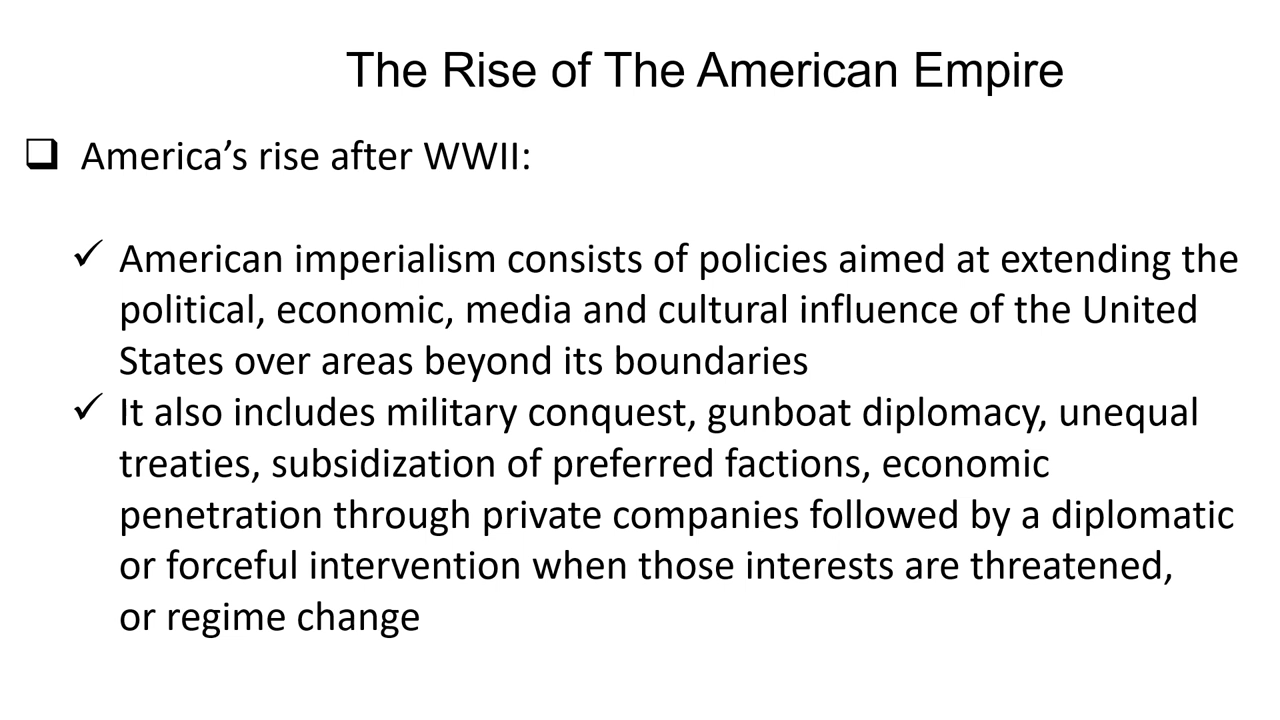 The Rise of The American Empire
❑ America’s rise after WWII:
✓ American imperialism consists of policies aimed at extending the
political, economic, media and cultural influence of the United
States over areas beyond its boundaries
✓ It also includes military conquest, gunboat diplomacy, unequal
treaties, subsidization of preferred factions, economic
penetration through private companies followed by a diplomatic
or forceful intervention when those interests are threatened,
or regime change